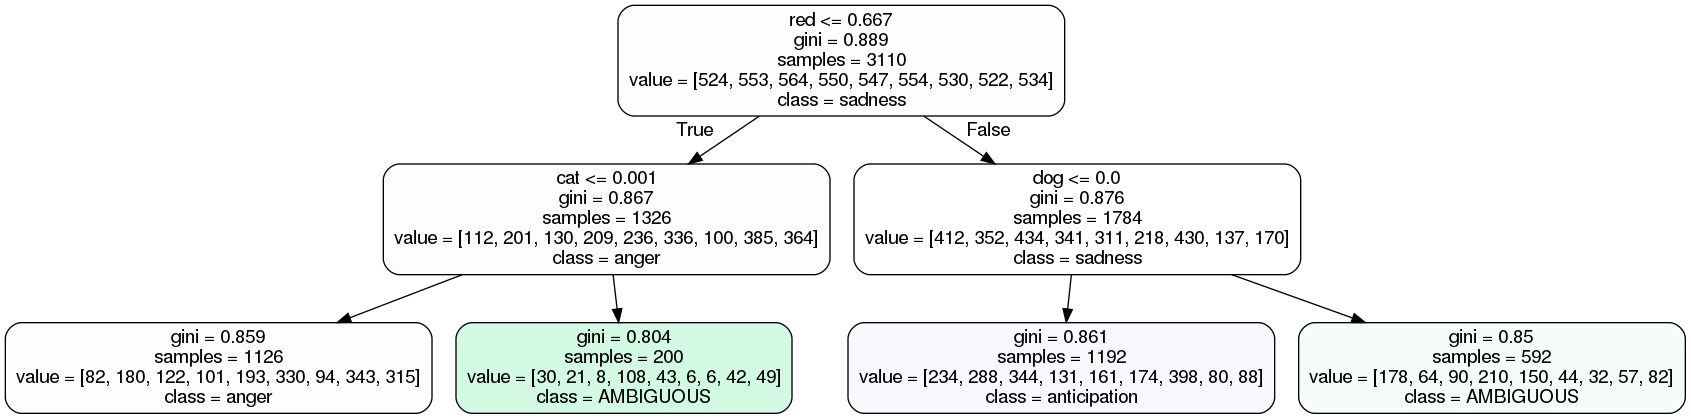 red <= 0.667
gini = 0.889
samples = 3110
value = [524, 553, 564, 550, 547, 554, 530, 522, 534]
class = sadness
True
False
cat <= 0.001
gini = 0.867
samples = 1326
value = [112, 201, 130, 209, 236, 336, 100, 385, 364]
class = anger
dog <= 0.0
gini = 0.876
samples = 1784
value = [412, 352, 434, 341, 311, 218, 430, 137, 170]
class = sadness
gini = 0.859
samples = 1126
value = [82, 180, 122, 101, 193, 330, 94, 343, 315]
class = anger
gini = 0.804
samples = 200
value = [30, 21, 8, 108, 43, 6, 6, 42, 49]
class = AMBIGUOUS
gini = 0.861
samples = 1192
value = [234, 288, 344, 131, 161, 174, 398, 80, 88]
class = anticipation
gini = 0.85
samples = 592
value = [178, 64, 90, 210, 150, 44, 32, 57, 82]
class = AMBIGUOUS